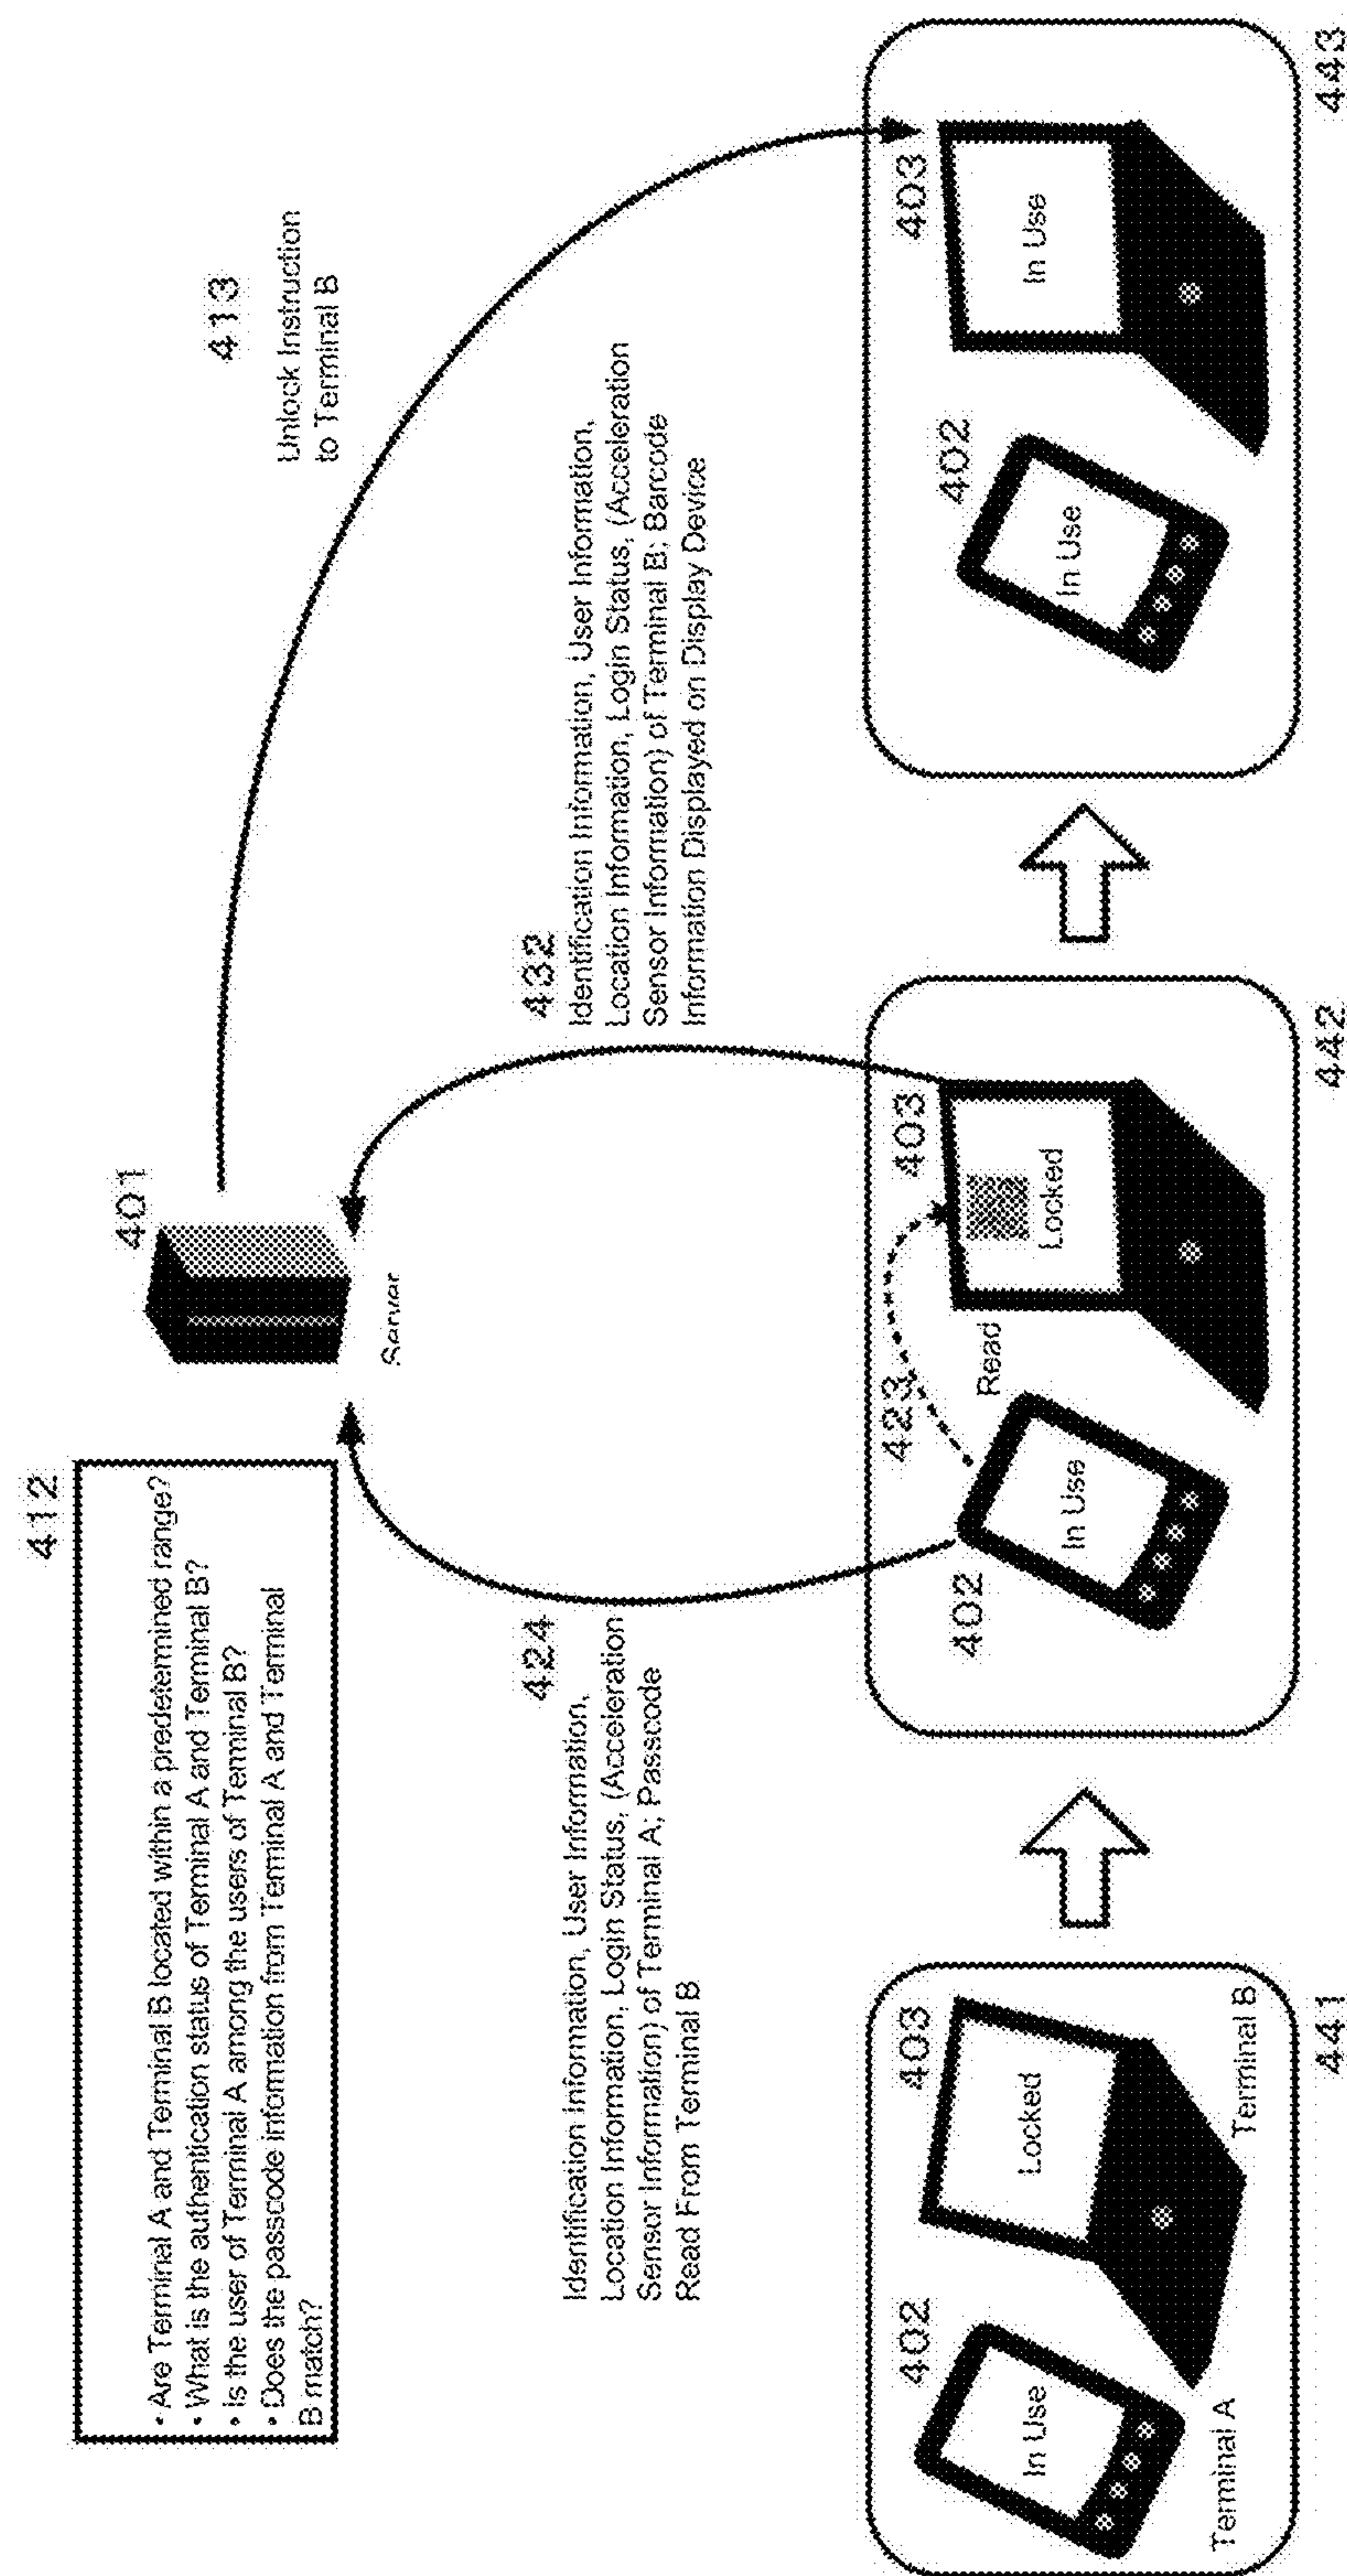 412
• Are Terminal A and Terminal B located within a predetermined range?
• What is the authentication status of Terminal A and Terminal B?
• Is the user of Terminal A among the users of Terminal B?
• Does the passcode information from Terminal A and Terminal
B match?
401
Server
413
Unlock Instruction
to Terminal B
424
Identification Information, User Information,
Location Information, Login Status, (Acceleration
Sensor Information) of Terminal A; Passcode
Read From Terminal B
432
Identification Information, User Information,
Location Information, Login Status, (Acceleration
Sensor Information) of Terminal B; Barcode
Information Displayed on Display Device
402
In Use
Terminal A
403
Locked
Terminal B
441
402
In Use
423
Read
403
Locked
442
402
In Use
403
In Use
443